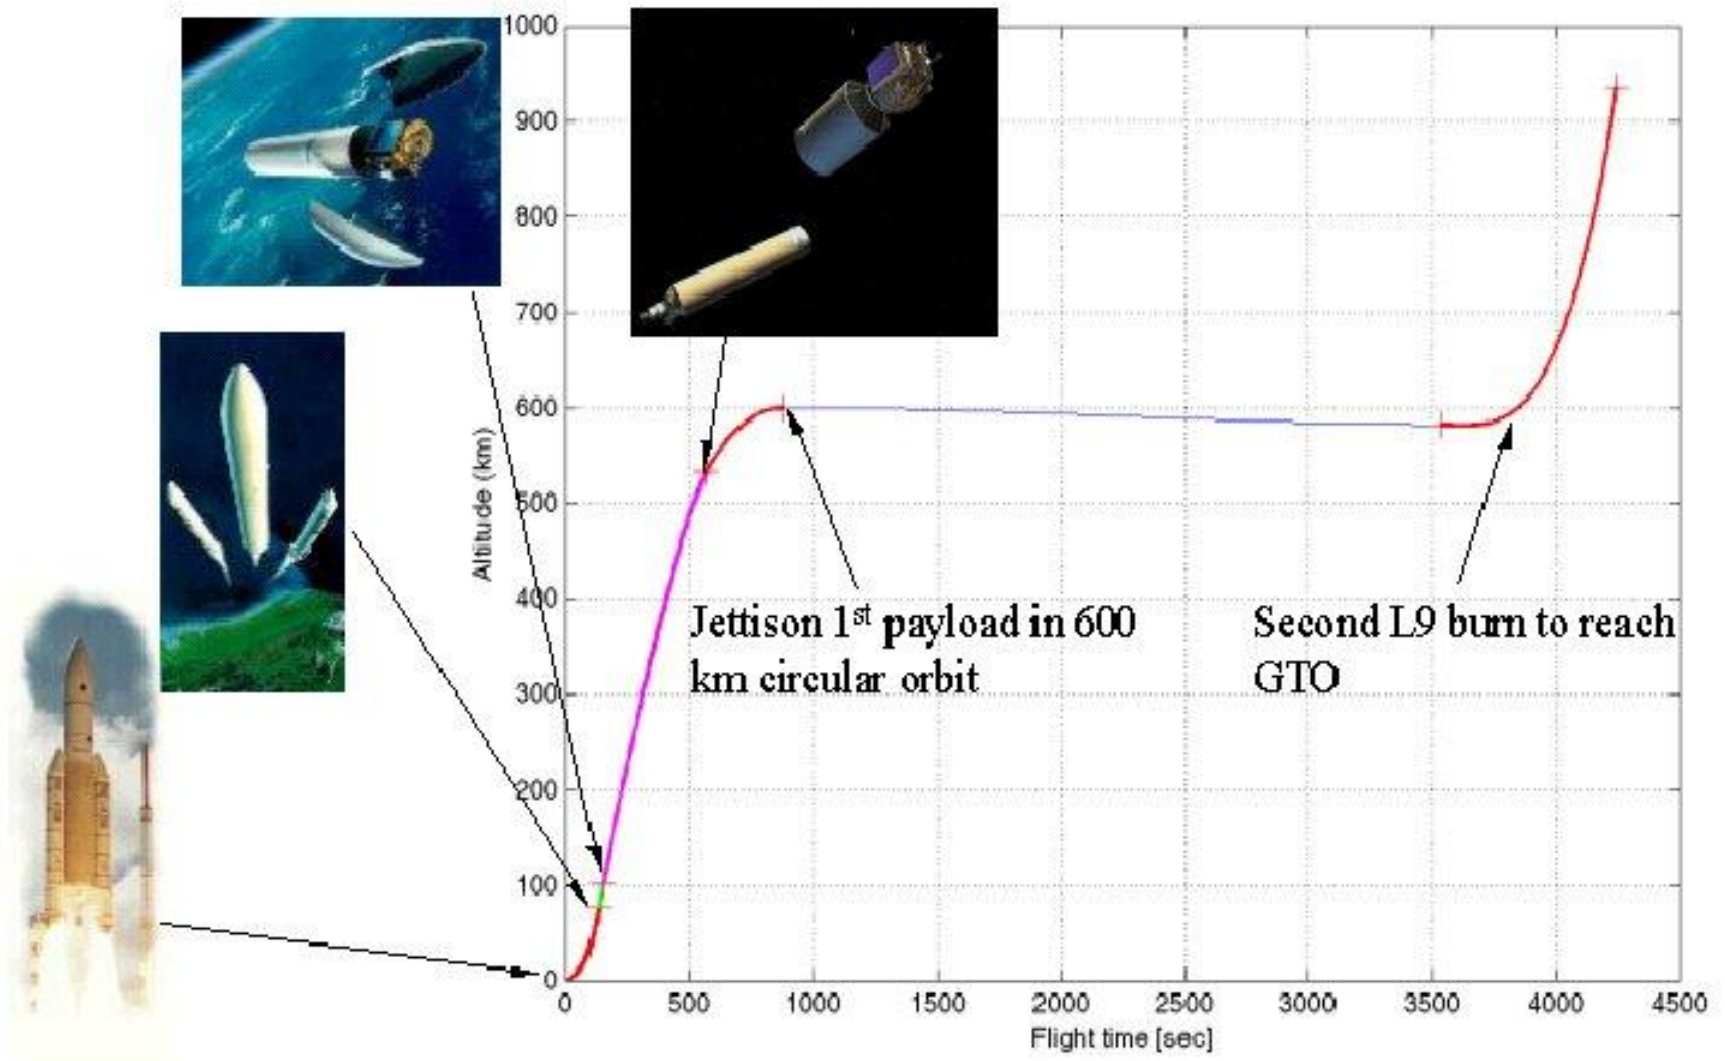 1000
900
800
700
600
500
400
300
200
100
0
Altitude (km)
Jettison 1st payload in 600
km circular orbit
Second L9 burn to reach
GTO
0 500 1000 1500 2000 2500 3000 3500 4000 4500
Flight time [sec]